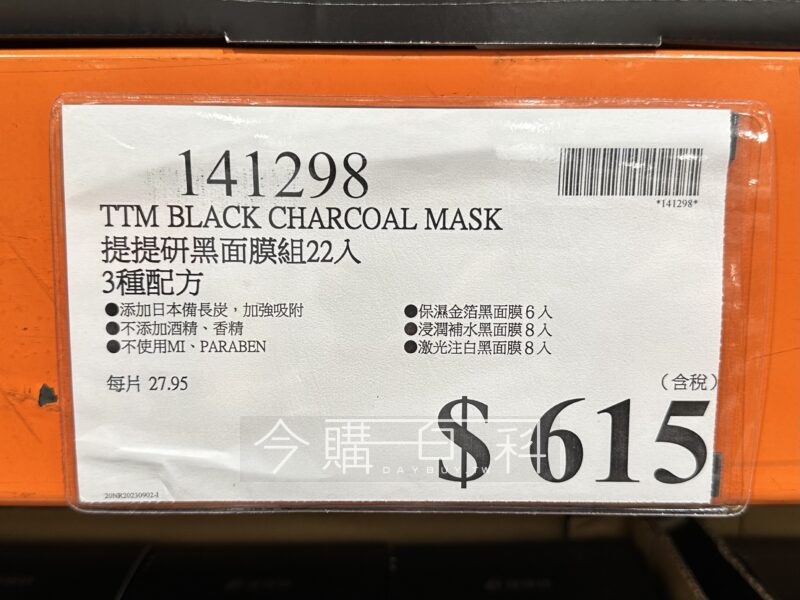 141298
*141298*
TTM BLACK CHARCOAL MASK
提提研黑面膜組22入
3種配方
●添加日本備長炭，加強吸附
●不添加酒精、香精
●不使用MI、PARABEN
●保濕金箔黑面膜6入
●浸潤補水黑面膜8入
●激光注白黑面膜8入
每片 27.95
（含稅）
$ 615
今購百科
DAYBUY.TW
20NR20230902-1